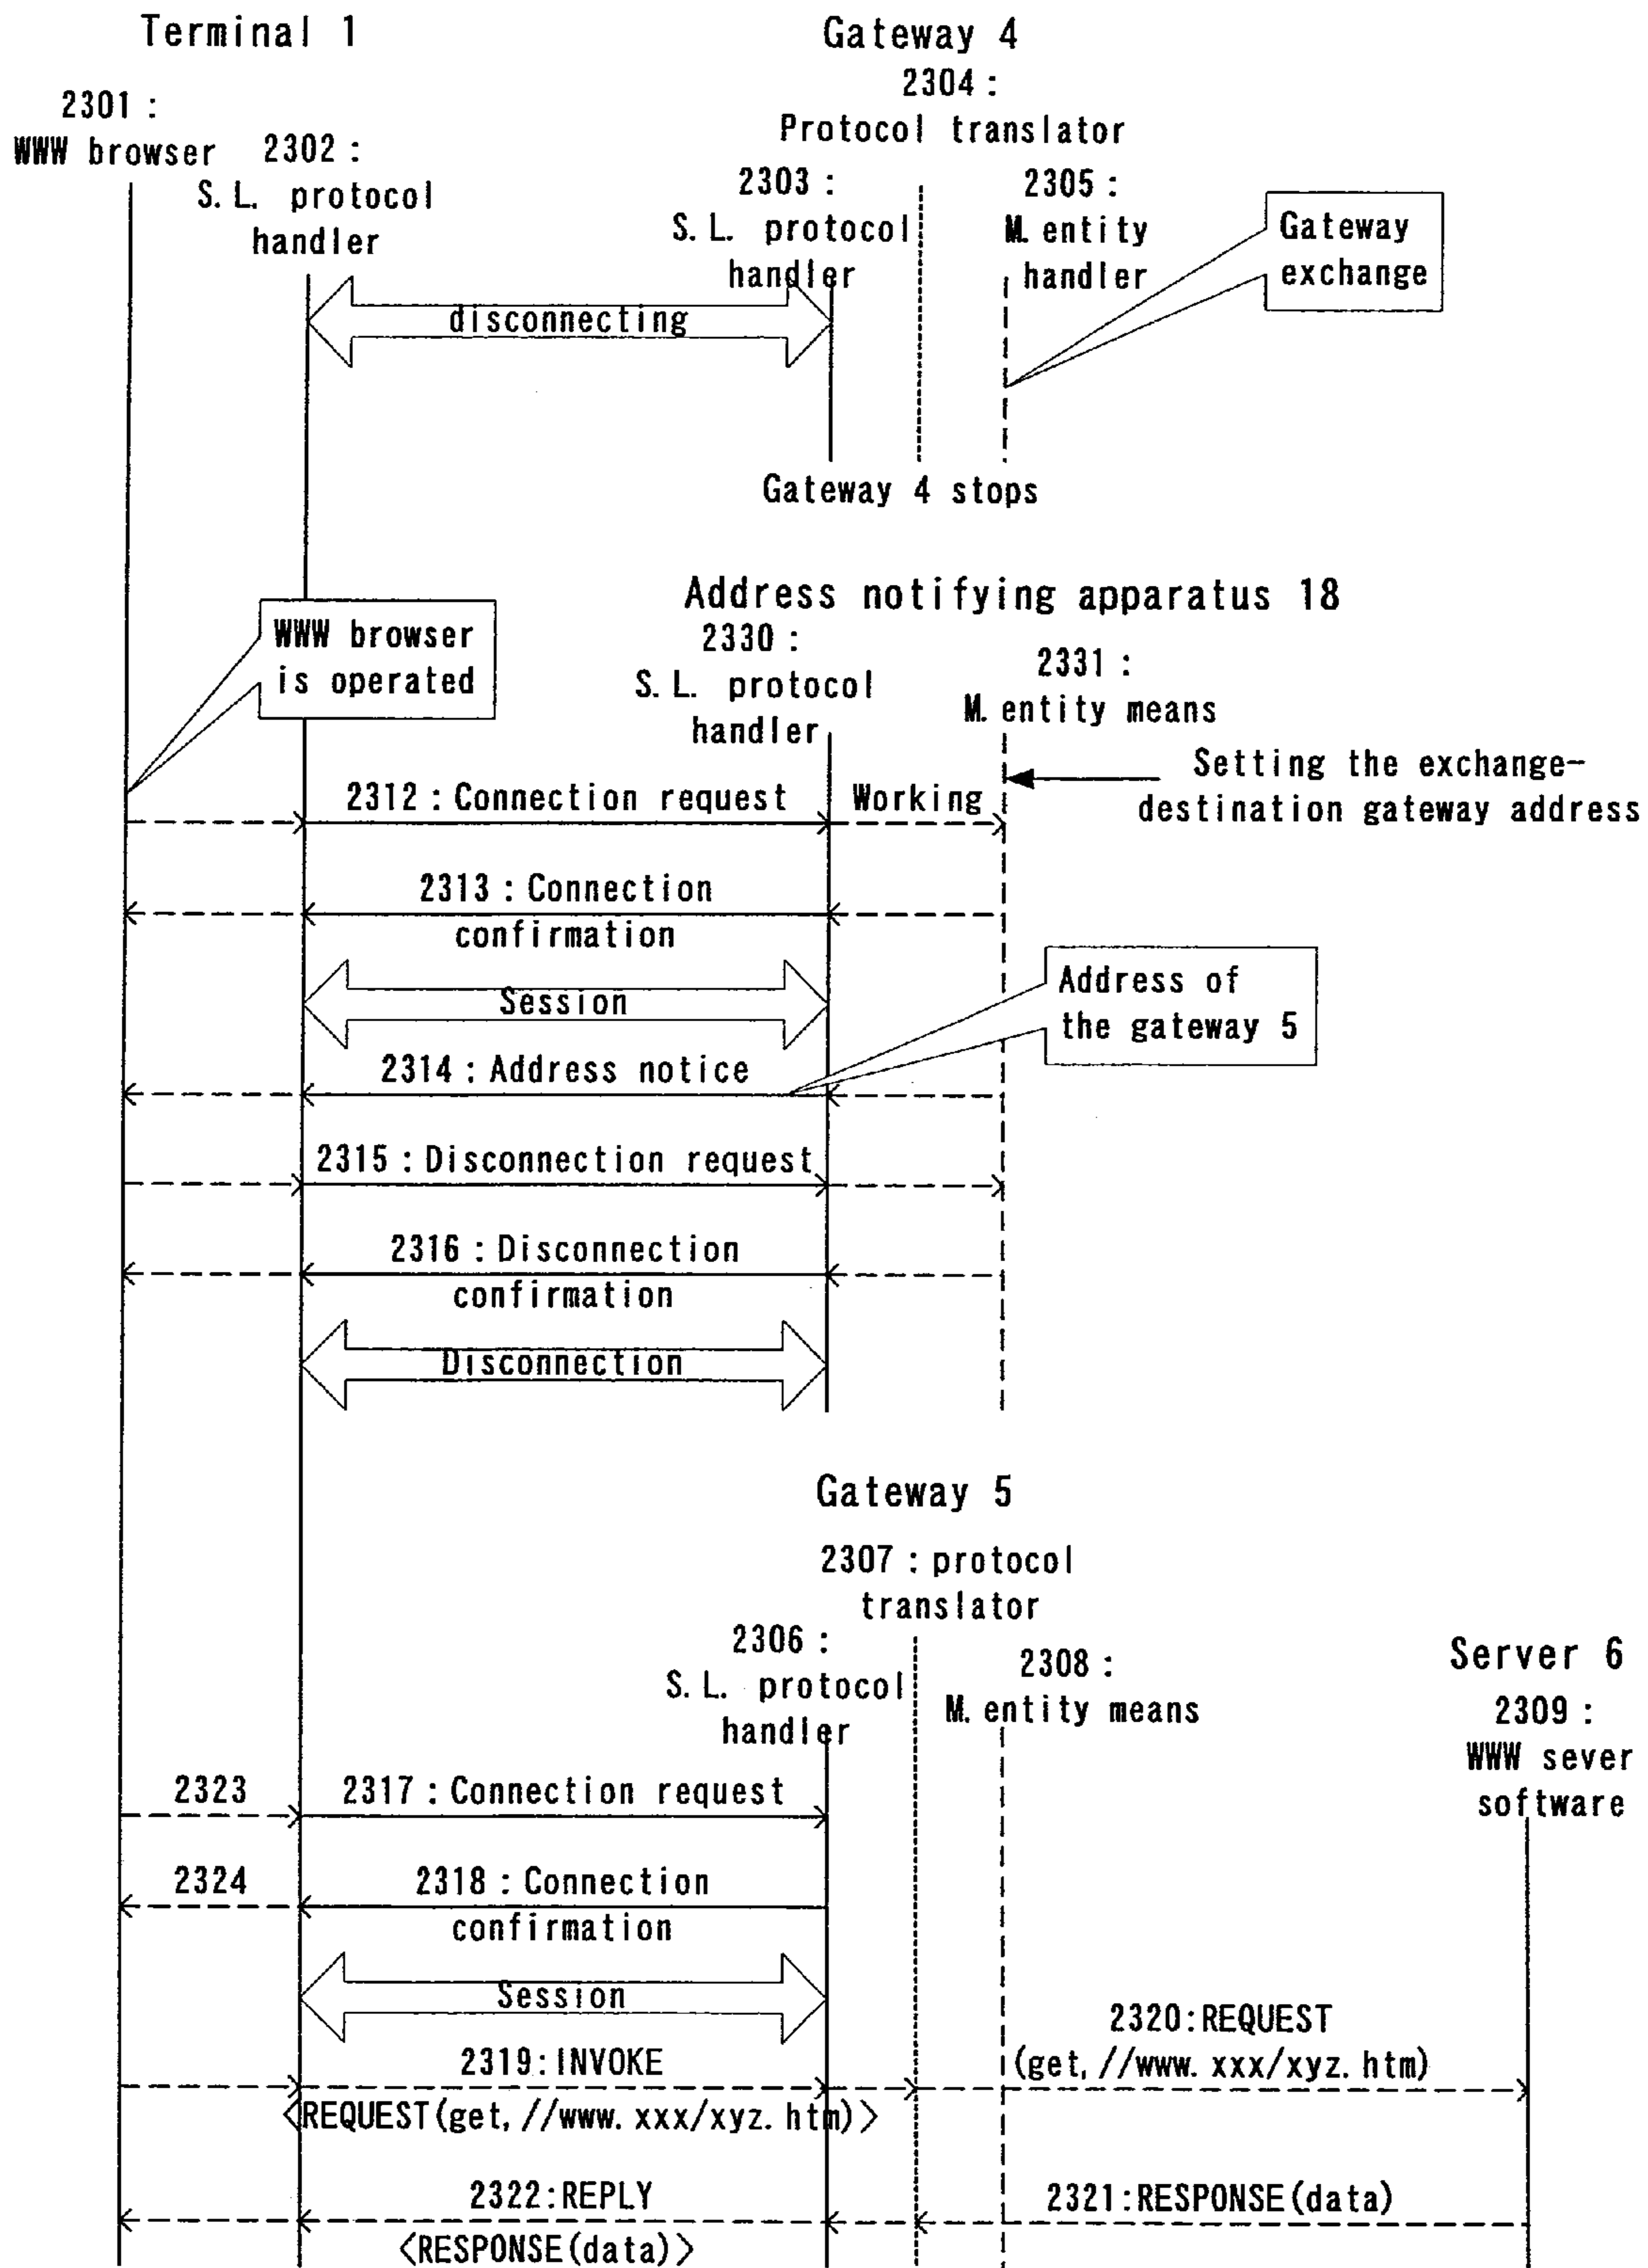 Terminal 1
Gateway 4
2304 :
Protocol translator
2301 :
WWW browser
2302 :
S.L. protocol
handler
2303 :
S.L. protocol
handler
2305 :
M. entity
handler
Gateway
exchange
disconnecting
Gateway 4 stops
Address notifying apparatus 18
WWW browser
is operated
2330 :
S.L. protocol
handler
2331 :
M. entity means
Setting the exchange-
destination gateway address
2312 : Connection request
Working
2313 : Connection
confirmation
Session
Address of
the gateway 5
2314 : Address notice
2315 : Disconnection request
2316 : Disconnection
confirmation
Disconnection
Gateway 5
2307 : protocol
translator
2306 :
S.L. protocol
handler
2308 :
M. entity means
Server 6
2309 :
WWW sever
software
2323
2317 : Connection request
2324
2318 : Connection
confirmation
Session
2320:REQUEST
(get, //www. xxx/xyz. htm)
2319:INVOKE
<REQUEST(get, //www. xxx/xyz. htm)>
2322:REPLY
<RESPONSE(data)>
2321:RESPONSE(data)